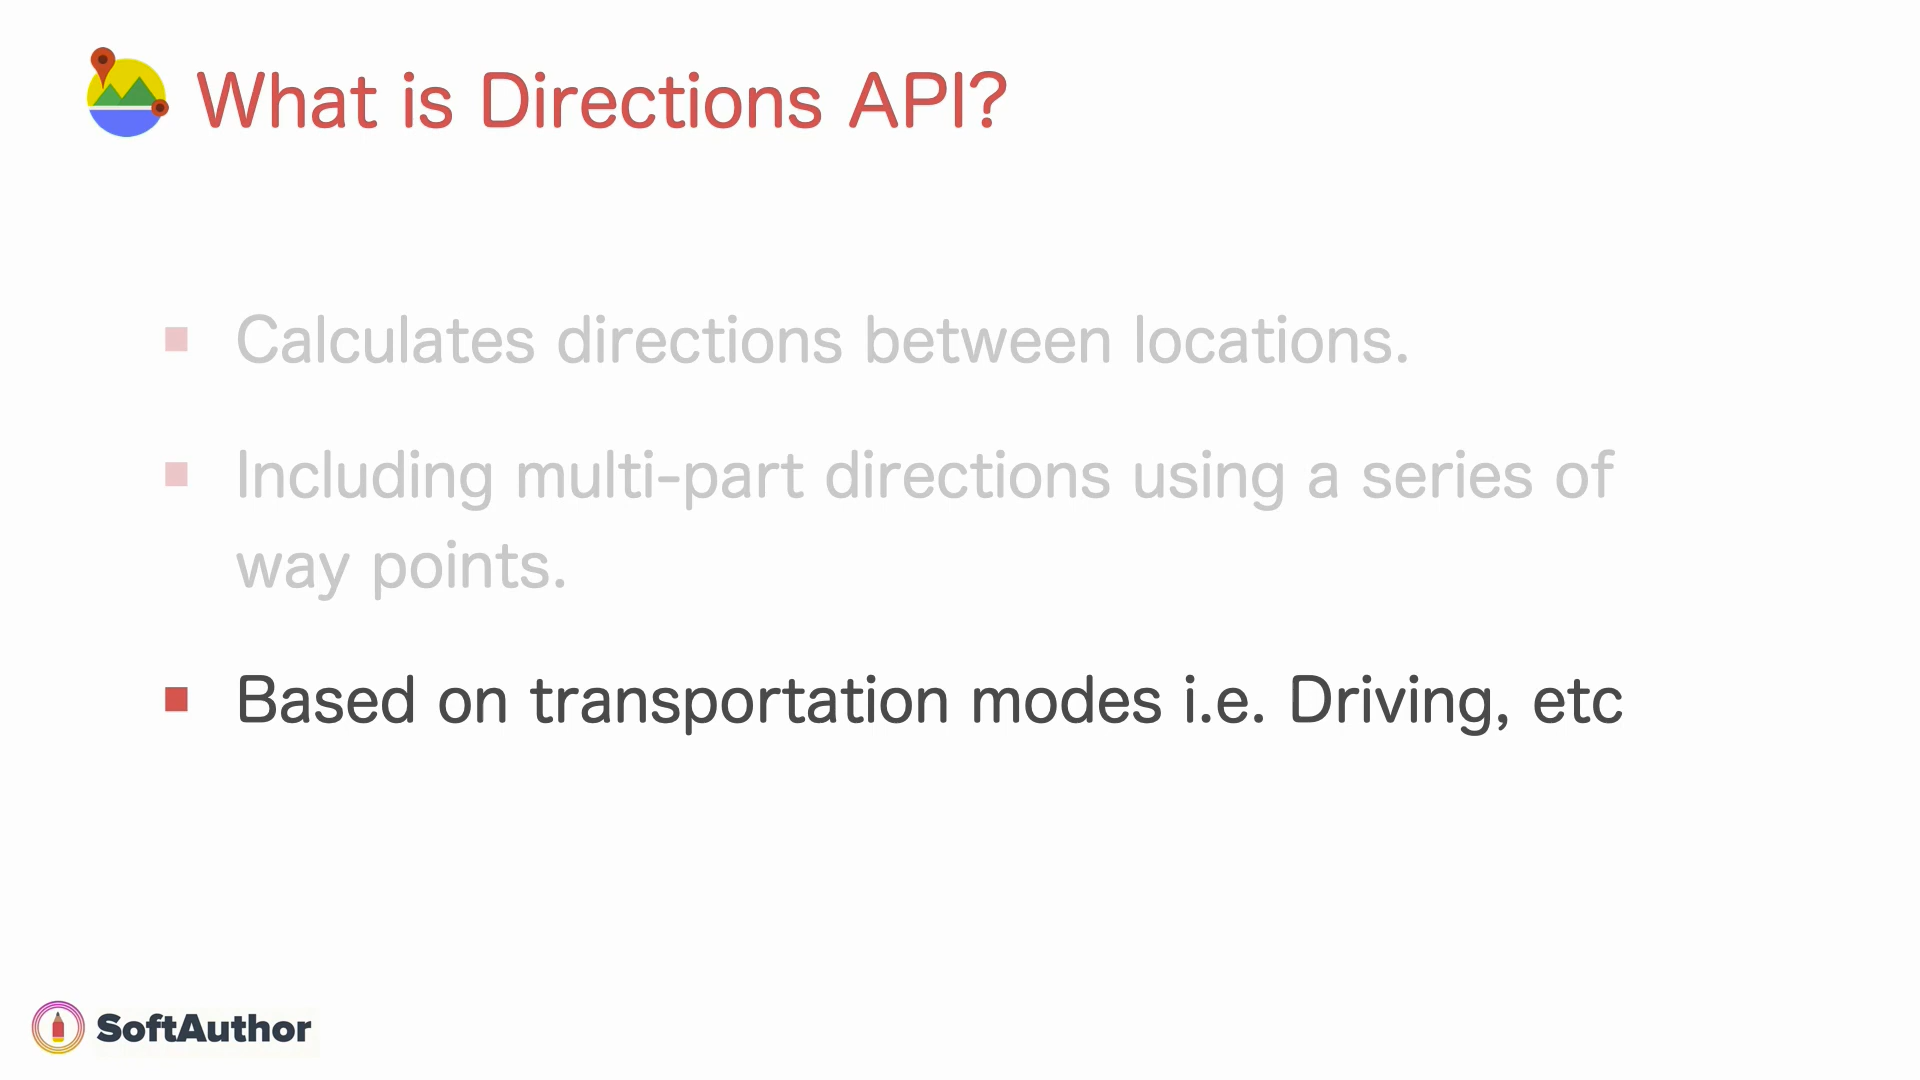 What is Directions API?
Calculates directions between locations.
Including multi-part directions using a series of
way points.
Based on transportation modes i.e. Driving, etc
SoftAuthor